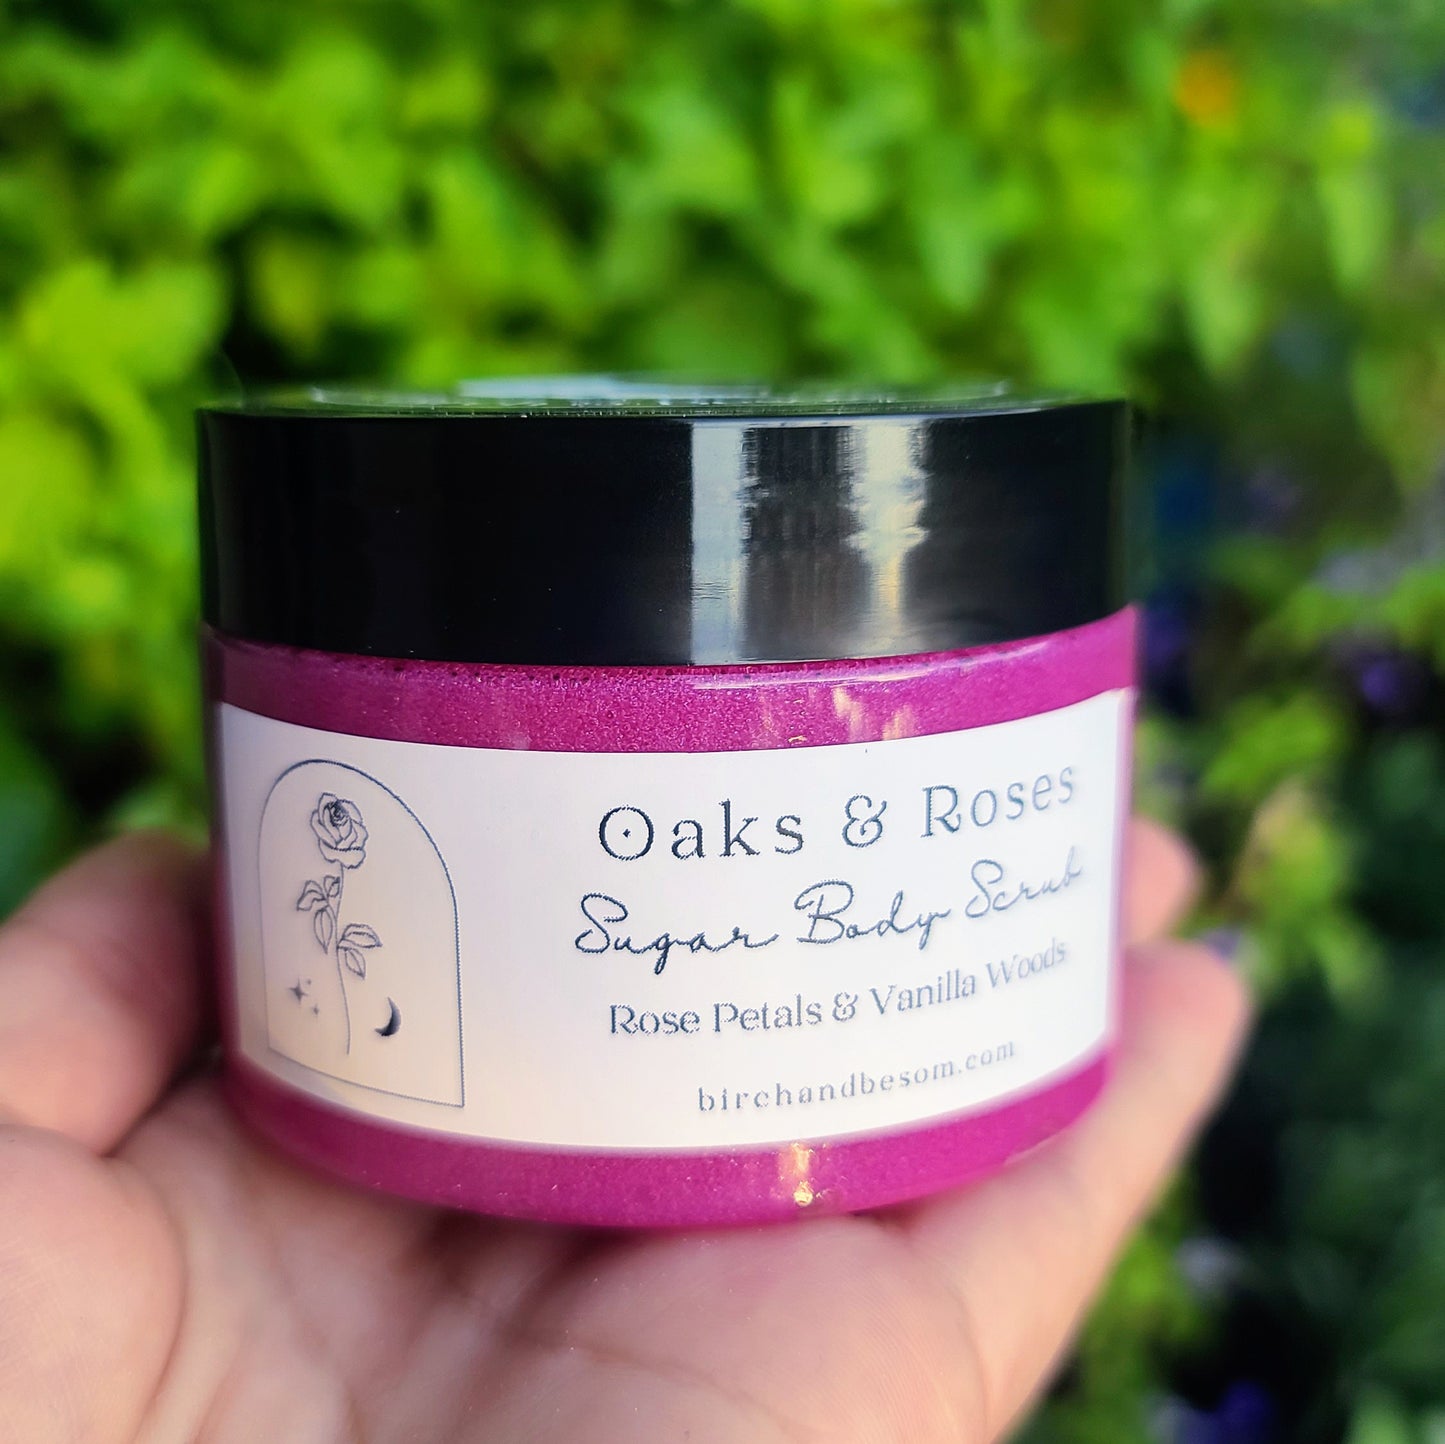 Oaks & Roses
Sugar Body Scrub
Rose Petals & Vanilla Woods
birchandbesom.com